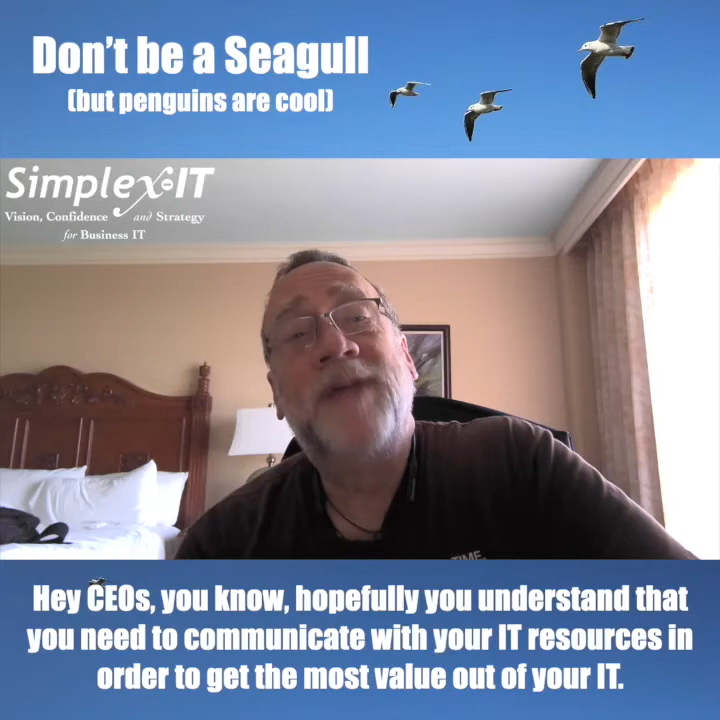 Don't be a Seagull
(but penguins are cool)
Simplex-IT
Vision, Confidence and Strategy
for Business IT
TIME.
Hey CEOs, you know, hopefully you understand that
you need to communicate with your IT resources in
order to get the most value out of your IT.